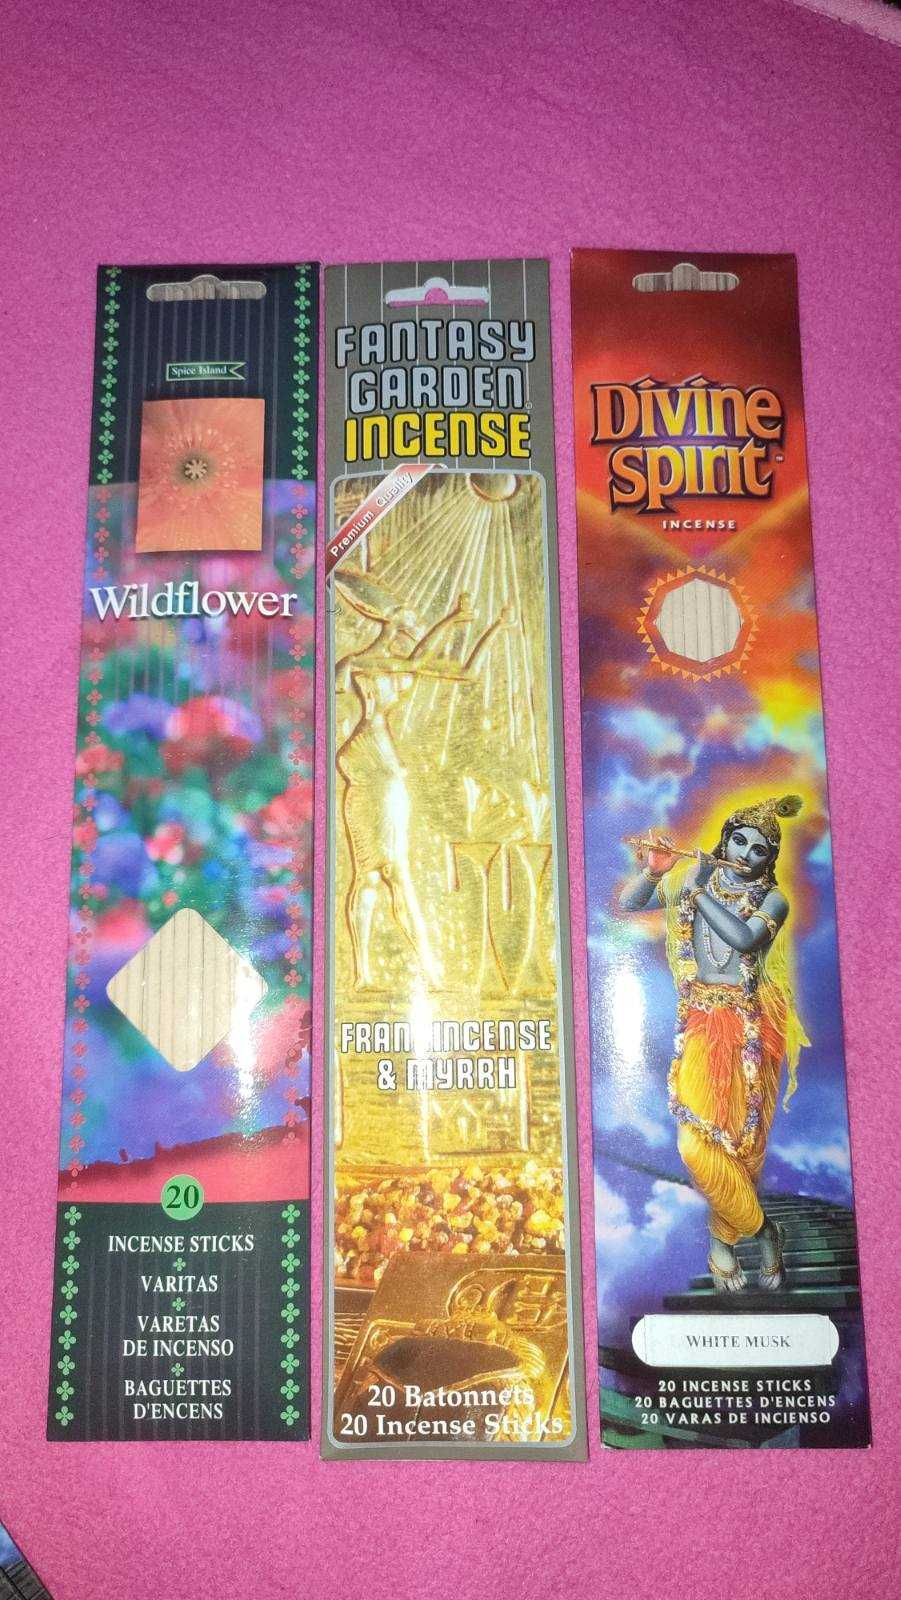 Spice Island
Wildflower
20
INCENSE STICKS
VARITAS
VARETAS
DE INCENSO
BAGUETTES
D'ENCENS
FANTASY
GARDEN
INCENSE
Premium Quality
FRANKINCENSE
& MYRRH
20 Batonnets
20 Incense Sticks
Divine
Spirit™
INCENSE
WHITE MUSK
20 INCENSE STICKS
20 BAGUETTES D'ENCENS
20 VARAS DE INCIENSO